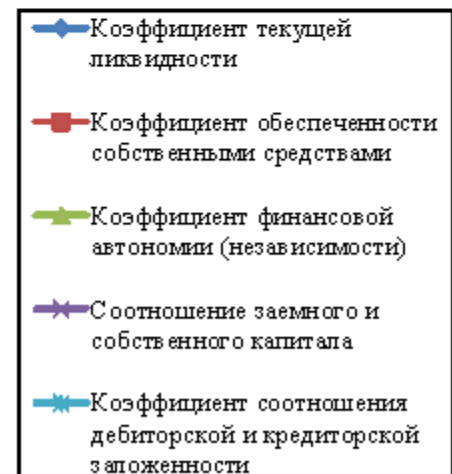 Коэффициент текущей
ликвидности
Коэффициент обеспеченности
собственными средствами
Коэффициент финансовой
автономии (независимости)
Соотношение заемного и
собственного капитала
Коэффициент соотношения
дебиторской и кредиторской
заложенности